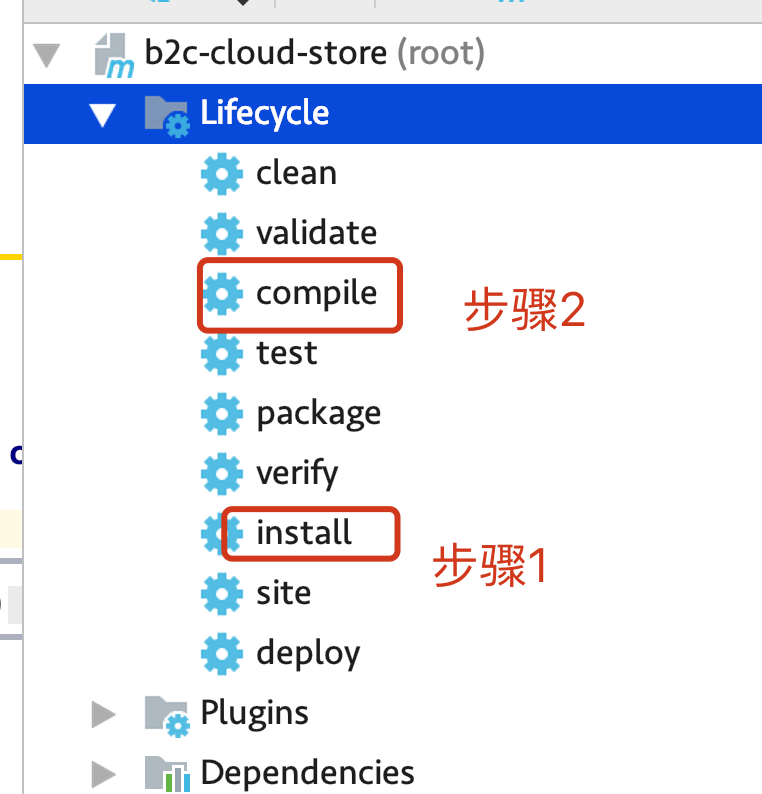 b2c-cloud-store (root)
Lifecycle
clean
validate
compile
步骤2
test
package
verify
install
步骤1
site
deploy
Plugins
Dependencies